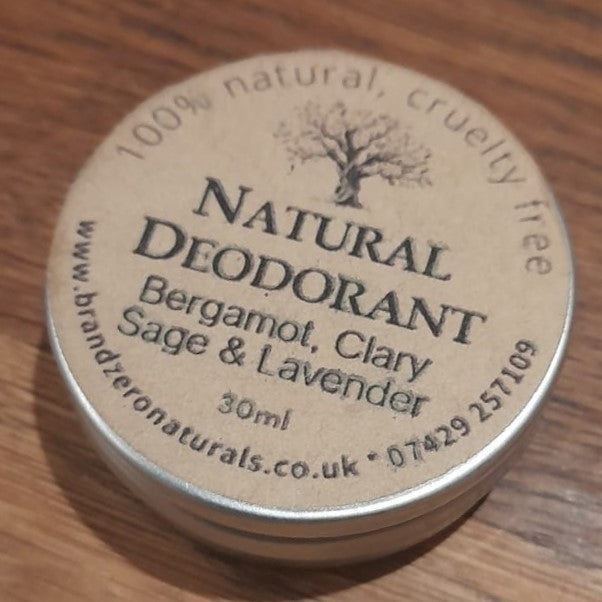 100% natural, cruelty free
NATURAL
DEODORANT
Bergamot, Clary
Sage & Lavender
30ml
www.brandzeronaturals.co.uk * 07429 257109